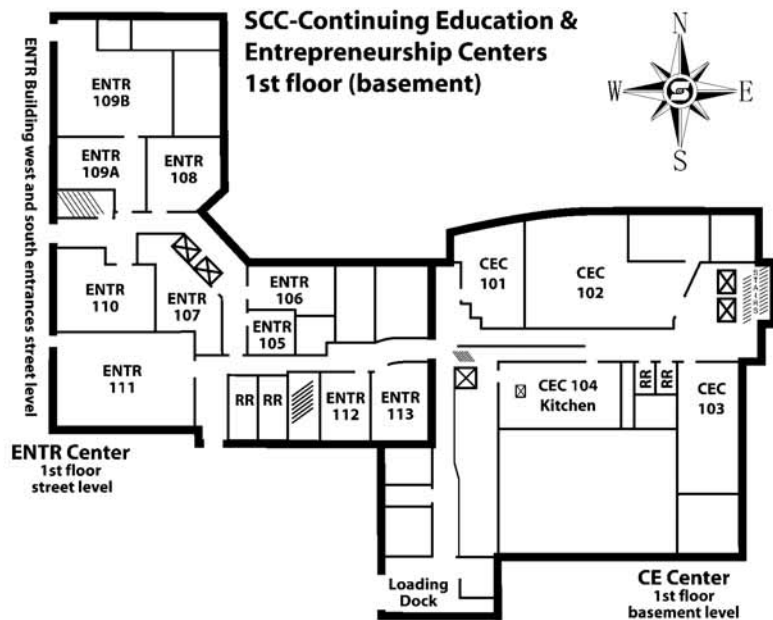 SCC-Continuing Education &
Entrepreneurship Centers
1st floor (basement)
N
W
E
S
ENTR Building west and south entrances street level
ENTR
109B
ENTR
109A
ENTR
108
ENTR
110
ENTR
107
ENTR
106
ENTR
105
ENTR
111
RR
RR
ENTR
112
ENTR
113
CEC
101
CEC
102
STAIRS
CEC 104
Kitchen
RR
RR
CEC
103
ENTR Center
1st floor
street level
Loading
Dock
CE Center
1st floor
basement level